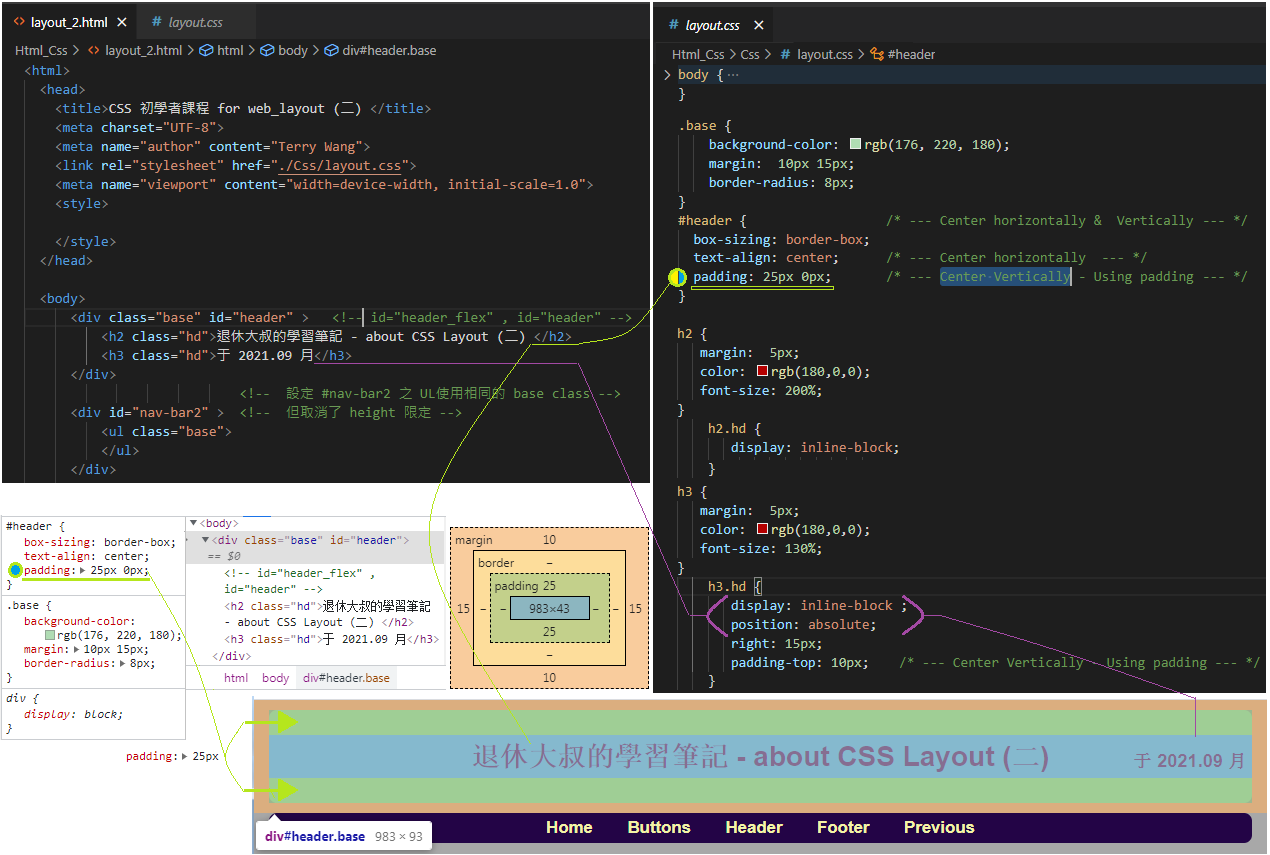 layout_2.html
# layout.css
Html_Css > layout_2.html > html > body > div#header.base
<html>
<head>
<title>CSS 初學者課程 for web_layout (二) </title>
<meta charset="UTF-8">
<meta name="author" content="Terry Wang">
<link rel="stylesheet" href="./Css/layout.css">
<meta name="viewport" content="width=device-width, initial-scale=1.0">
<style>
</style>
</head>
<body>
<div class="base" id="header" > <!-- id="header_flex" , id="header" -->
<h2 class="hd">退休大叔的學習筆記 - about CSS Layout (二) </h2>
<h3 class="hd">于 2021.09 月</h3>
</div>
<!-- 設定 #nav-bar2 之 UL使用相同的 base class -->
<div id="nav-bar2" > <!-- 但取消了 height 限定 -->
<ul class="base">
</ul>
</div>
# layout.css
Html_Css > Css > # layout.css > #header
body { ···
}
.base {
background-color: rgb(176, 220, 180);
margin: 10px 15px;
border-radius: 8px;
}
#header { /* --- Center horizontally & Vertically --- */
box-sizing: border-box;
text-align: center; /* --- Center horizontally --- */
padding: 25px 0px; /* --- Center Vertically - Using padding --- */
}
h2 {
margin: 5px;
color: rgb(180,0,0);
font-size: 200%;
}
h2.hd {
display: inline-block;
}
h3 {
margin: 5px;
color: rgb(180,0,0);
font-size: 130%;
}
h3.hd {
display: inline-block ;
position: absolute;
right: 15px;
padding-top: 10px; /* --- Center Vertically - Using padding --- */
}
#header {
box-sizing: border-box;
text-align: center;
padding: 25px 0px;
}
.base {
background-color:
rgb(176, 220, 180);
margin: 10px 15px;
border-radius: 8px;
}
div {
display: block;
}
padding: 25px
<body>
<div class="base" id="header">
== $0
<!-- id="header_flex" ,
id="header" -->
<h2 class="hd">退休大叔的學習筆記
- about CSS Layout (二) </h2>
<h3 class="hd">于 2021.09 月</h3>
</div>
html body div#header.base
margin 10
border –
padding 25
15 – – 983×43 – – 15
25
–
10
退休大叔的學習筆記 - about CSS Layout (二)
于 2021.09 月
Home Buttons Header Footer Previous
div#header.base 983 × 93